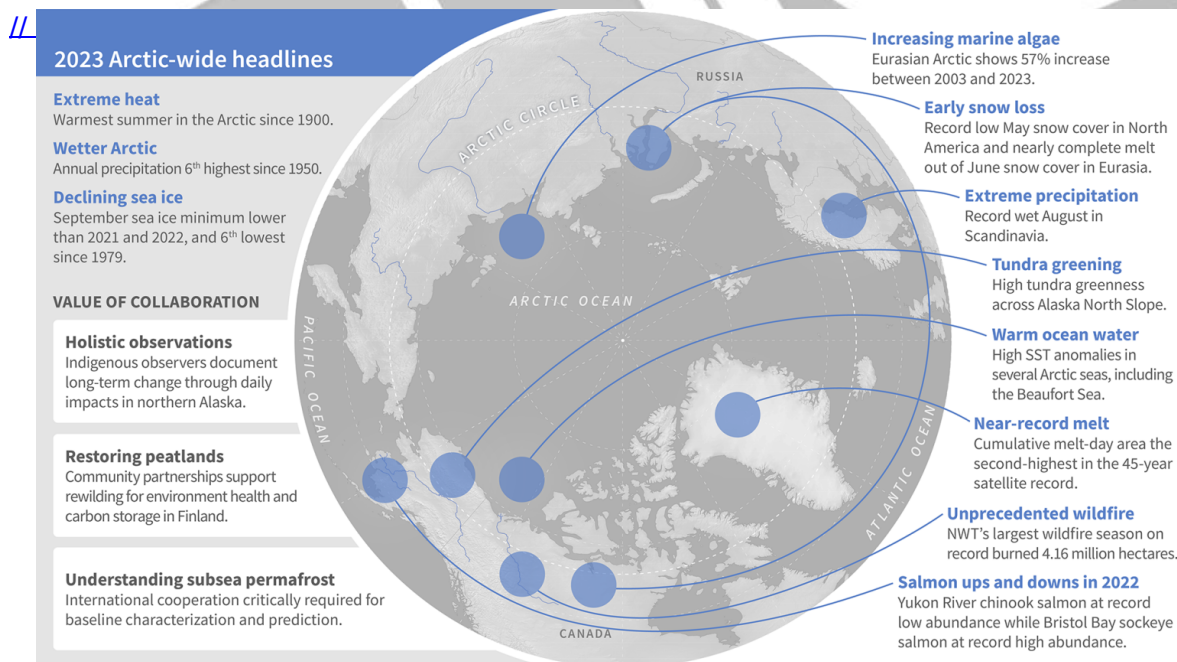 //
2023 Arctic-wide headlines
Extreme heat
Warmest summer in the Arctic since 1900.
Wetter Arctic
Annual precipitation 6th highest since 1950.
Declining sea ice
September sea ice minimum lower
than 2021 and 2022, and 6th lowest
since 1979.
VALUE OF COLLABORATION
Holistic observations
Indigenous observers document
long-term change through daily
impacts in northern Alaska.
Restoring peatlands
Community partnerships support
rewilding for environment health and
carbon storage in Finland.
Understanding subsea permafrost
International cooperation critically required for
baseline characterization and prediction.
RUSSIA
ARCTIC CIRCLE
ARCTIC OCEAN
PACIFIC OCEAN
ATLANTIC OCEAN
CANADA
Increasing marine algae
Eurasian Arctic shows 57% increase
between 2003 and 2023.
Early snow loss
Record low May snow cover in North
America and nearly complete melt
out of June snow cover in Eurasia.
Extreme precipitation
Record wet August in
Scandinavia.
Tundra greening
High tundra greenness
across Alaska North Slope.
Warm ocean water
High SST anomalies in
several Arctic seas, including
the Beaufort Sea.
Near-record melt
Cumulative melt-day area the
second-highest in the 45-year
satellite record.
Unprecedented wildfire
NWT's largest wildfire season on
record burned 4.16 million hectares.
Salmon ups and downs in 2022
Yukon River chinook salmon at record
low abundance while Bristol Bay sockeye
salmon at record high abundance.